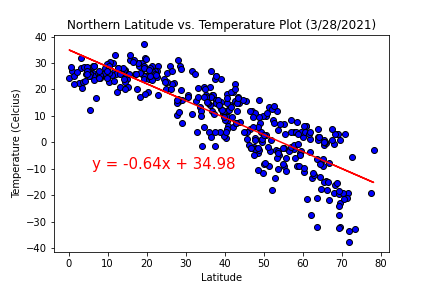 Northern Latitude vs. Temperature Plot (3/28/2021)
40
30
20
10
0
−10
−20
−30
−40
Temperature (Celcius)
y = -0.64x + 34.98
0 10 20 30 40 50 60 70 80
Latitude